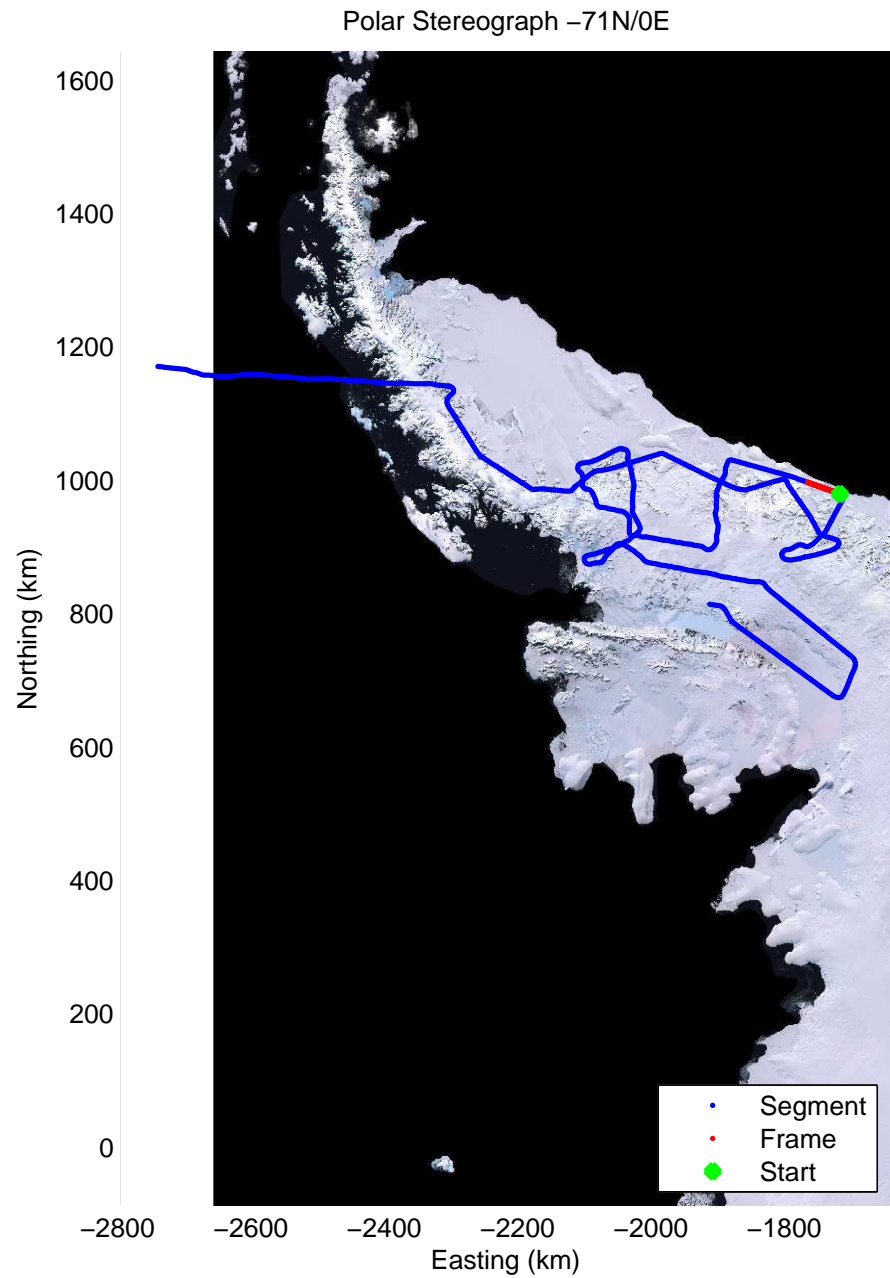 Polar Stereograph −71N/0E
1600
1400
1200
1000
800
600
400
200
0
Northing (km)
−2800 −2600 −2400 −2200 −2000 −1800
Easting (km)
Segment
Frame
Start